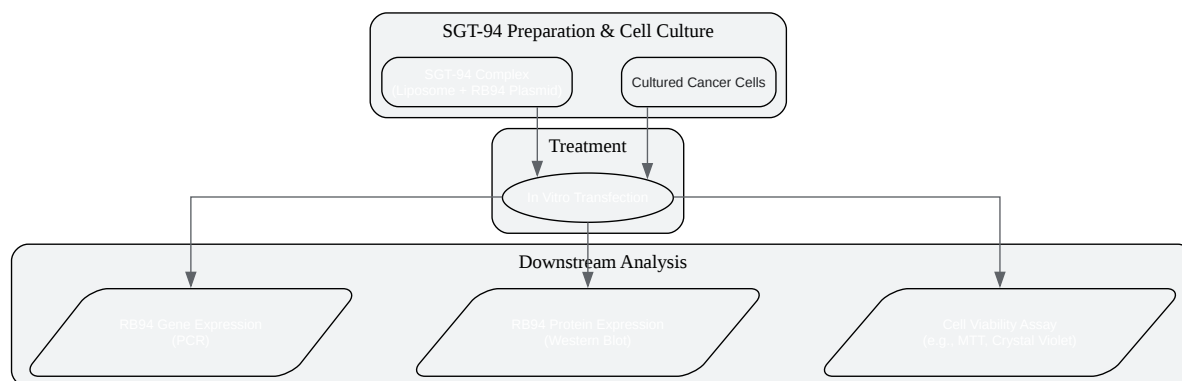 SGT-94 Preparation & Cell Culture
SGT-94 Complex
(Liposome + RB94 Plasmid)
Cultured Cancer Cells
Treatment
In Vitro Transfection
Downstream Analysis
RB94 Gene Expression
(PCR)
RB94 Protein Expression
(Western Blot)
Cell Viability Assay
(e.g., MTT, Crystal Violet)